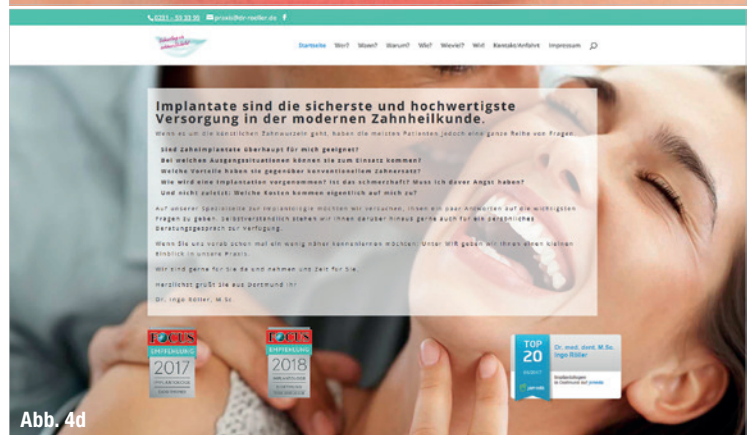 0231 - 53 33 30 praxis@dr-roeller.de
Startseite Wer? Wann? Warum? Wie? Wieviel? Wir! Kontakt/Anfahrt Impressum
Implantate sind die sicherste und hochwertigste
Versorgung in der modernen Zahnheilkunde.
Wenn es um die künstlichen Zahnwurzeln geht, haben die meisten Patienten jedoch eine ganze Reihe von Fragen.
Sind Zahnimplantate überhaupt für mich geeignet?
Bei welchen Ausgangssituationen können sie zum Einsatz kommen?
Welche Vorteile haben sie gegenüber konventionellem Zahnersatz?
Wie wird eine Implantation vorgenommen? Ist das schmerzhaft? Muss ich davor Angst haben?
Und nicht zuletzt: Welche Kosten kommen eigentlich auf mich zu?
Auf unserer Spezialseite zur Implantologie möchten wir versuchen, Ihnen ein paar Antworten auf die wichtigsten
Fragen zu geben. Selbstverständlich stehen wir Ihnen darüber hinaus gerne auch für ein persönliches
Beratungsgespräch zur Verfügung.
Wenn Sie uns vorab schon mal ein wenig näher kennenlernen möchten: Unter WIR geben wir Ihnen einen kleinen
Einblick in unsere Praxis.
Wir sind gerne für Sie da und nehmen uns Zeit für Sie.
Herzlichst grüßt Sie aus Dortmund Ihr
Dr. Ingo Röller, M.Sc.
FOCUS
EMPFEHLUNG
2017
FOCUS
EMPFEHLUNG
2018
IMPLANTOLOGE
TOP
20
Dr. med. dent. M.Sc.
Ingo Röller
Implantologen
in Dortmund auf jameda
jameda
Abb. 4d